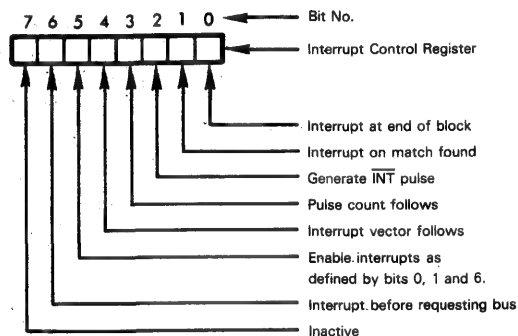 7 6 5 4 3 2 1 0 Bit No.
Interrupt Control Register
Interrupt at end of block
Interrupt on match found
Generate INT pulse
Pulse count follows
Interrupt vector follows
Enable.interrupts as
defined by bits 0, 1 and 6.
Interrupt.before requesting bus
Inactive